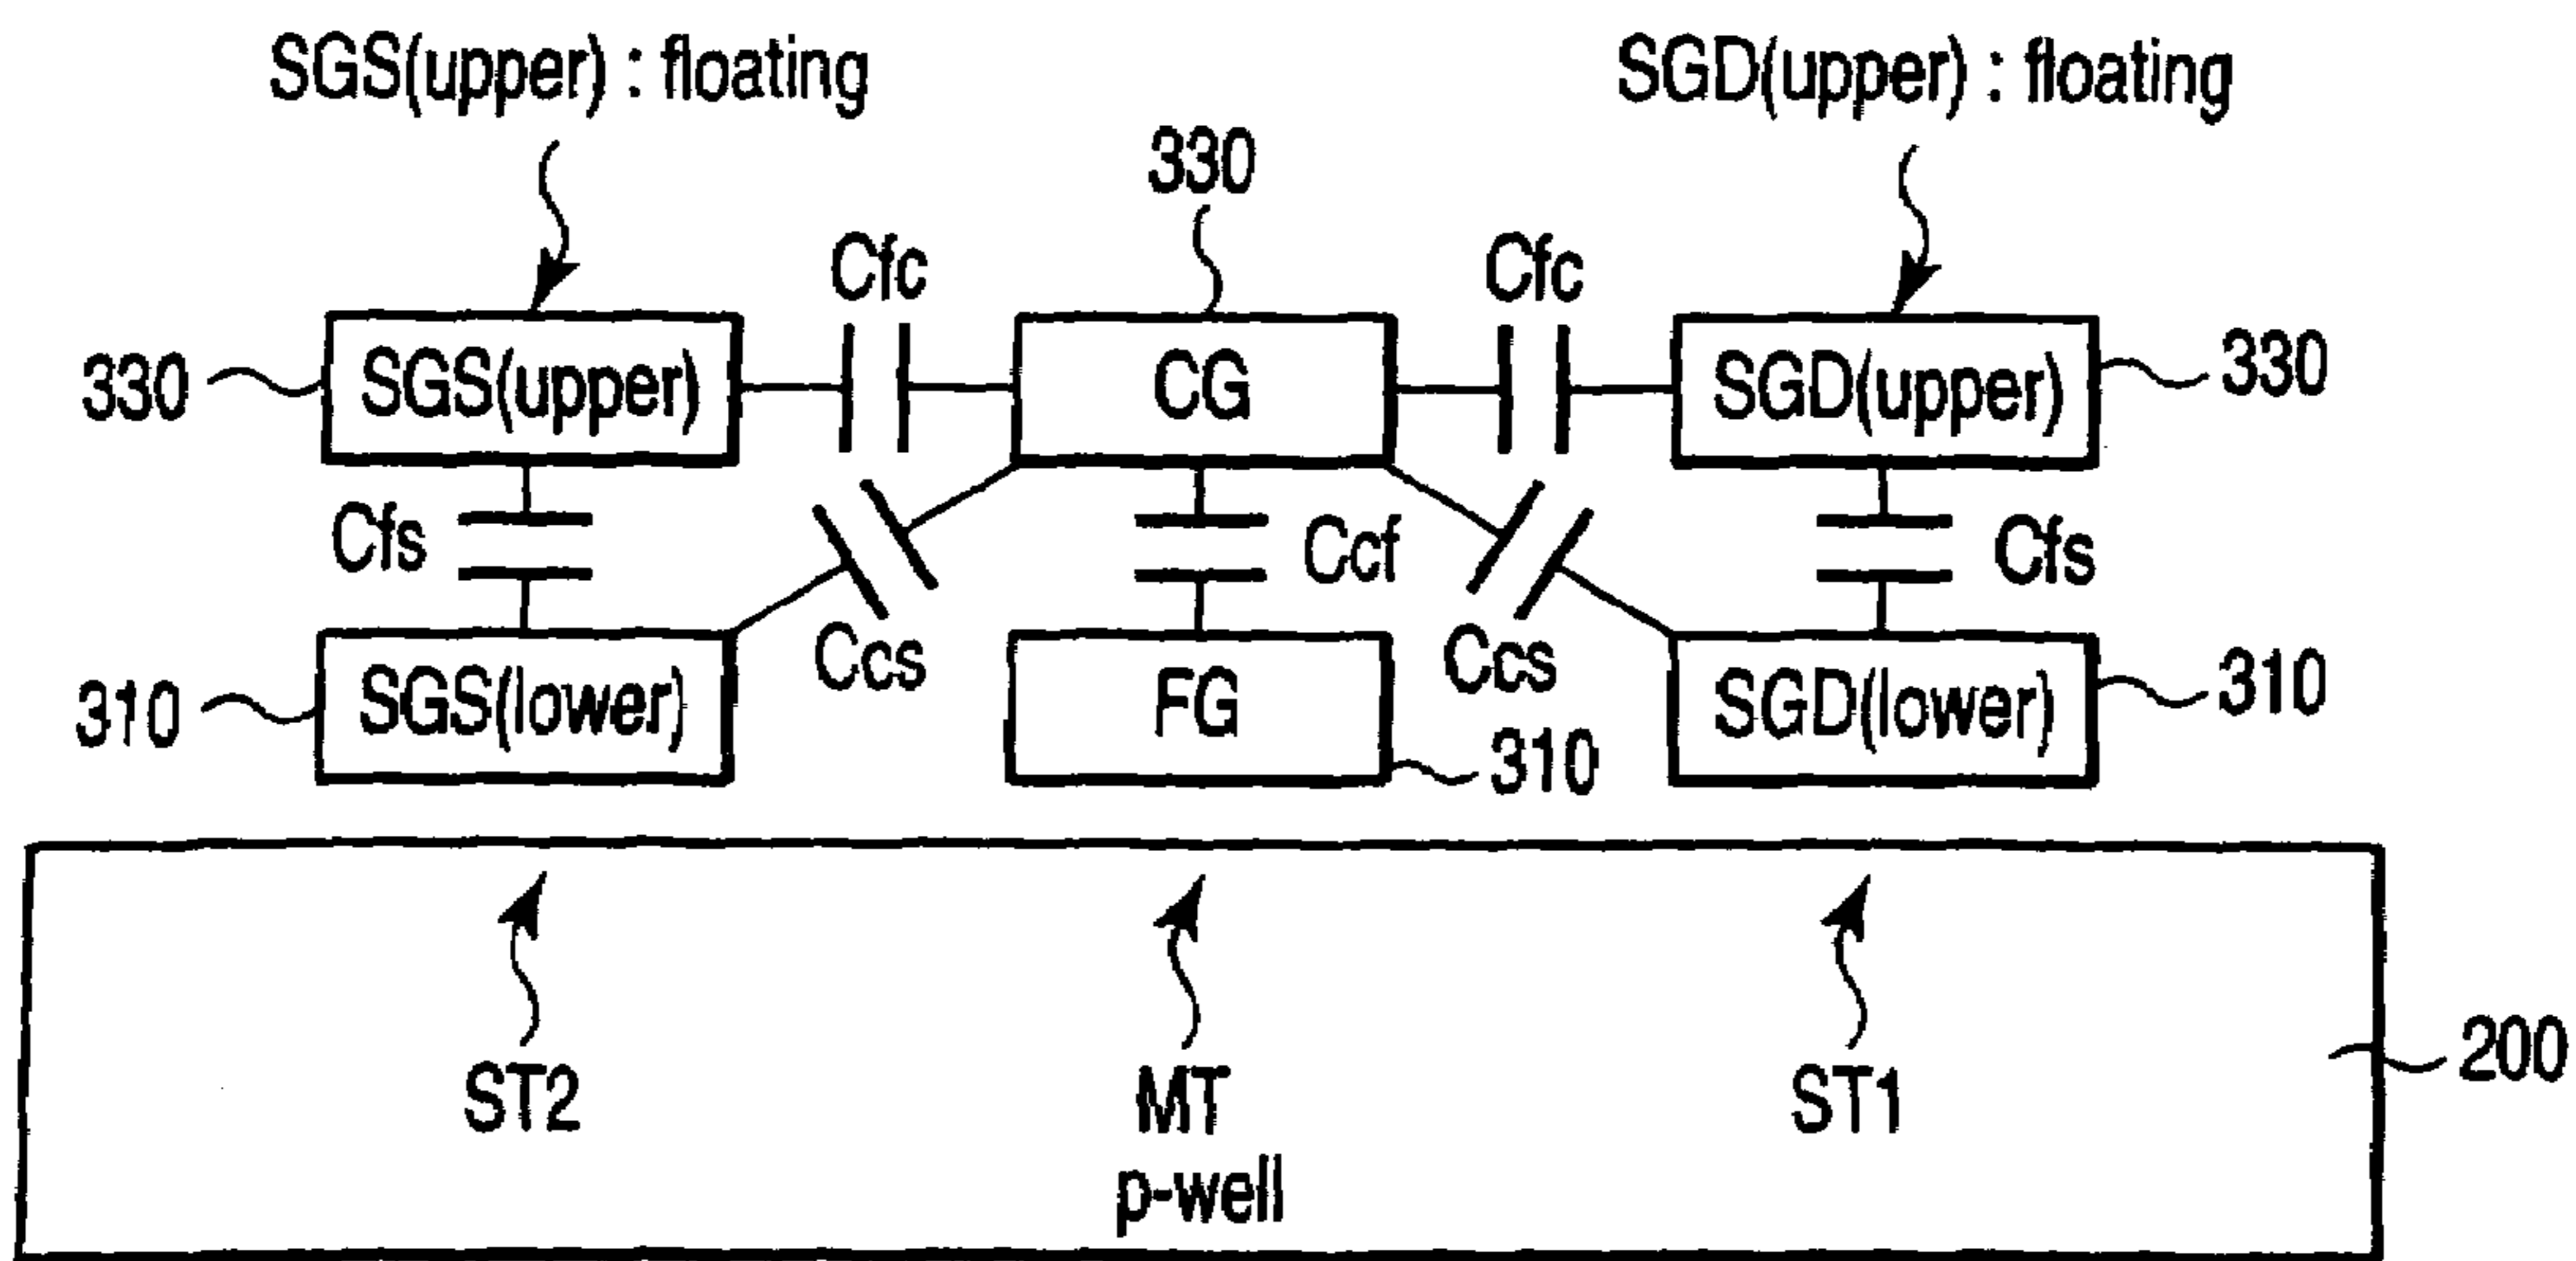 SGS(upper) : floating
SGD(upper) : floating
330
Cfc
Cfc
330
SGS(upper)
CG
SGD(upper)
330
Cfs
Ccs
Ccf
Ccs
Cfs
310
SGS(lower)
FG
310
SGD(lower)
310
ST2
MT
ST1
200
p-well